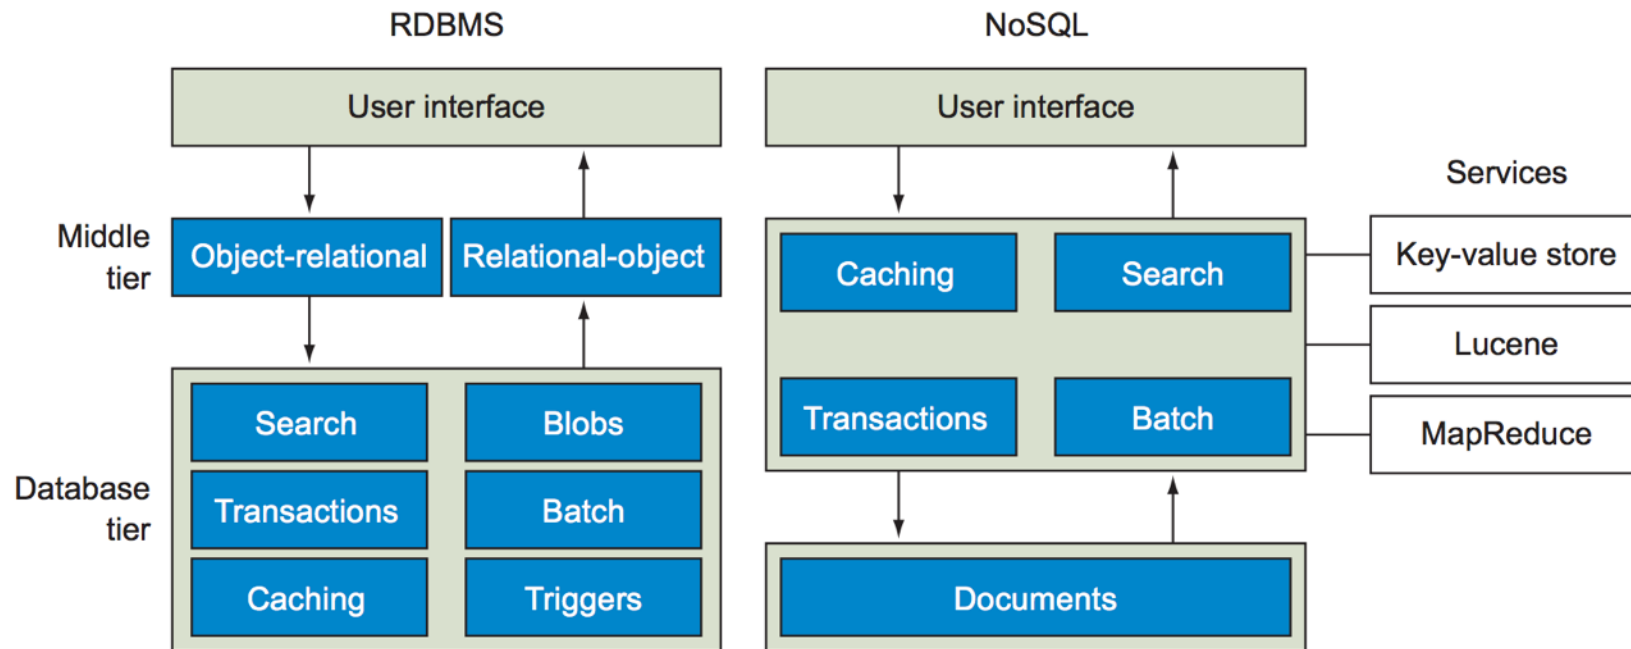 RDBMS
NoSQL
User interface
User interface
Services
Middle
tier
Object-relational
Relational-object
Caching
Search
Key-value store
Lucene
Transactions
Batch
MapReduce
Database
tier
Search
Blobs
Transactions
Batch
Caching
Triggers
Documents